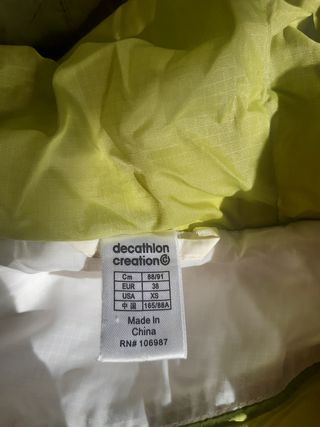 decathlon
creation©
Cm 88/91
EUR 38
USA XS
中国 165/88A
Made In
China
RN# 106987